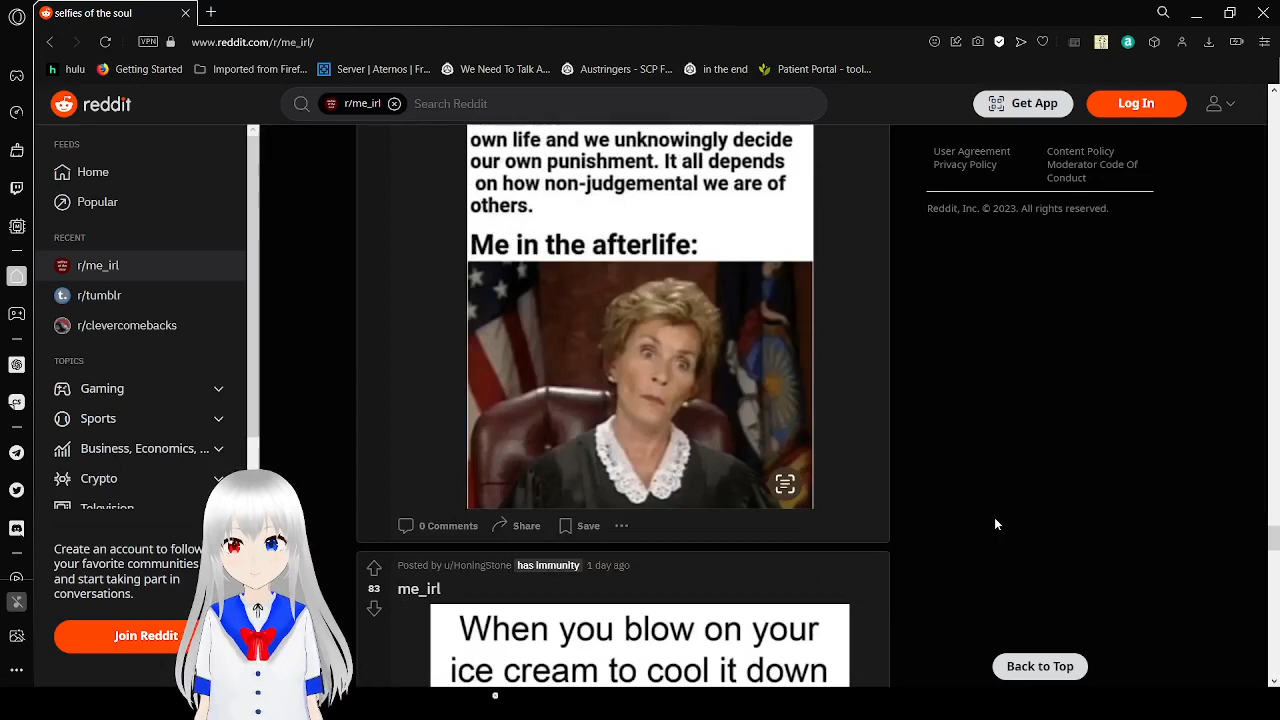 selfies of the soul
VPN
www.reddit.com/r/me_irl/
hulu
Getting Started
Imported from Firef...
Server | Aternos | Fr...
We Need To Talk A...
Austringers - SCP F...
in the end
Patient Portal - tool...
reddit
r/me_irl
Search Reddit
Get App
Log In
FEEDS
Home
Popular
RECENT
r/me_irl
r/tumblr
r/clevercomebacks
TOPICS
Gaming
Sports
Business, Economics, ...
Crypto
Television
Create an account to follow
your favorite communities
and start taking part in
conversations.
Join Reddit
own life and we unknowingly decide
our own punishment. It all depends
on how non-judgemental we are of
others.
Me in the afterlife:
0 Comments
Share
Save
Posted by u/HoningStone has immunity 1 day ago
83
me_irl
When you blow on your
ice cream to cool it down
User Agreement
Privacy Policy
Content Policy
Moderator Code Of
Conduct
Reddit, Inc. © 2023. All rights reserved.
Back to Top